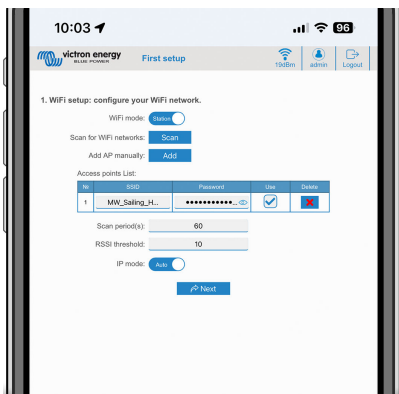 10:03
96
victron energy
BLUE POWER
First setup
19dBm
admin
Logout
1. WiFi setup: configure your WiFi network.
WiFi mode: Station
Scan for WiFi networks: Scan
Add AP manually: Add
Access points List:
№ SSID Password Use Delete
1 MW_Sailing_H... •••••••••••...
Scan period(s): 60
RSSI threshold: 10
IP mode: Auto
Next